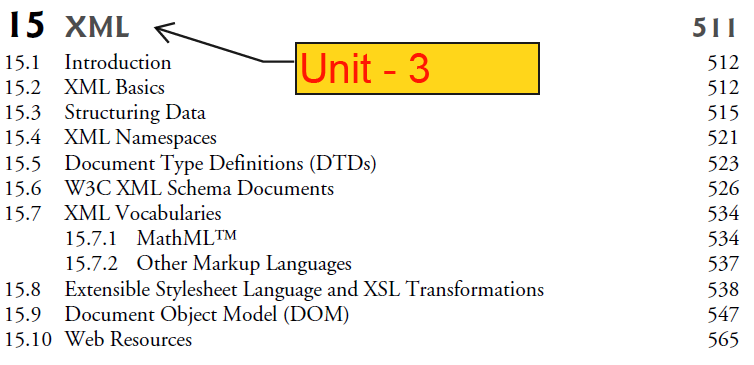 15 XML 511
Unit - 3
15.1 Introduction 512
15.2 XML Basics 512
15.3 Structuring Data 515
15.4 XML Namespaces 521
15.5 Document Type Definitions (DTDs) 523
15.6 W3C XML Schema Documents 526
15.7 XML Vocabularies 534
15.7.1 MathML™ 534
15.7.2 Other Markup Languages 537
15.8 Extensible Stylesheet Language and XSL Transformations 538
15.9 Document Object Model (DOM) 547
15.10 Web Resources 565